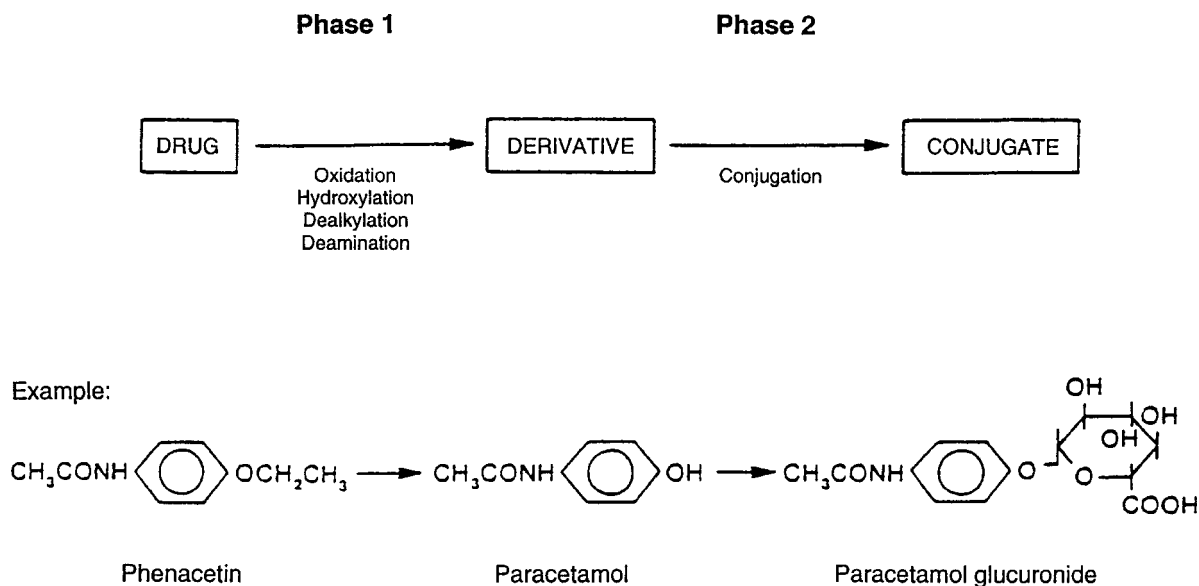 Phase 1 Phase 2
DRUG DERIVATIVE CONJUGATE
Oxidation Conjugation
Hydroxylation
Dealkylation
Deamination
Example:
OH
OH
OH
CH₃CONH OCH₂CH₃ CH₃CONH OH CH₃CONH O O
COOH
Phenacetin Paracetamol Paracetamol glucuronide